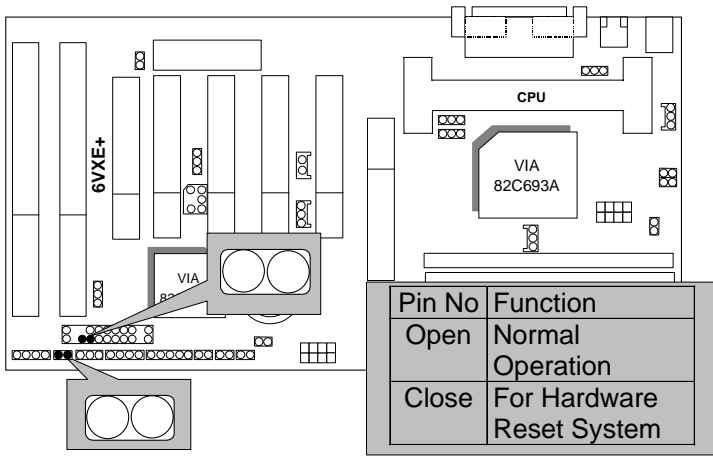 CPU
6VXE+
VIA
82C693A
VIA
Pin No Function
Open Normal
Operation
Close For Hardware
Reset System